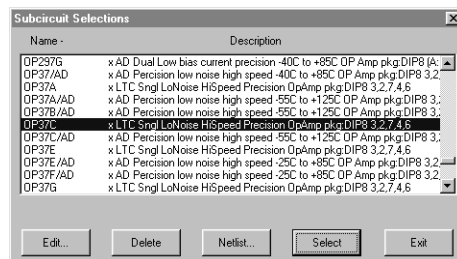 Subcircuit Selections
Name - Description
OP297G x AD Dual Low bias current precision -40C to +85C OP Amp pkg:DIP8 (A:
OP37/AD x AD Percision low noise high speed -40C to +85C OP Amp pkg:DIP8 3,2,
OP37A x LTC Sngl LoNoise HiSpeed Precision OpAmp pkg:DIP8 3,2,7,4,6
OP37A/AD x AD Percision low noise high speed -55C to +125C OP Amp pkg:DIP8 3,:
OP37B/AD x AD Percision low noise high speed -55C to +125C OP Amp pkg:DIP8 3,:
OP37C x LTC Sngl LoNoise HiSpeed Precision OpAmp pkg:DIP8 3,2,7,4,6
OP37C/AD x AD Percision low noise high speed -55C to +125C OP Amp pkg:DIP8 3,:
OP37E x LTC Sngl LoNoise HiSpeed Precision OpAmp pkg:DIP8 3,2,7,4,6
OP37E/AD x AD Percision low noise high speed -25C to +85C OP Amp pkg:DIP8 3,2,
OP37F/AD x AD Percision low noise high speed -25C to +85C OP Amp pkg:DIP8 3,2,
OP37G x LTC Sngl LoNoise HiSpeed Precision OpAmp pkg:DIP8 3,2,7,4,6
Edit... Delete Netlist... Select Exit